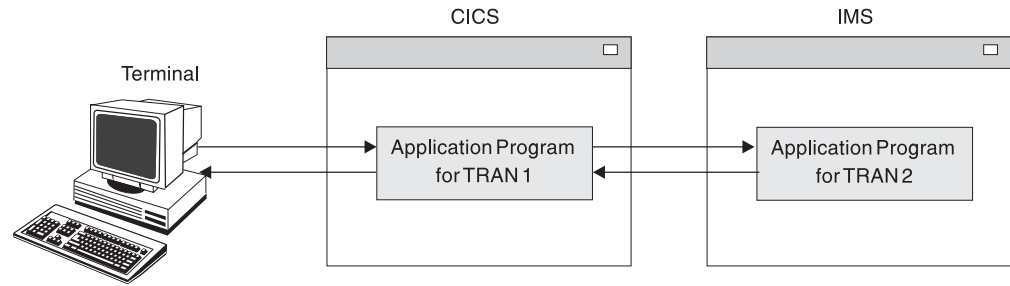 CICS
IMS
Terminal
Application Program
for TRAN 1
Application Program
for TRAN 2